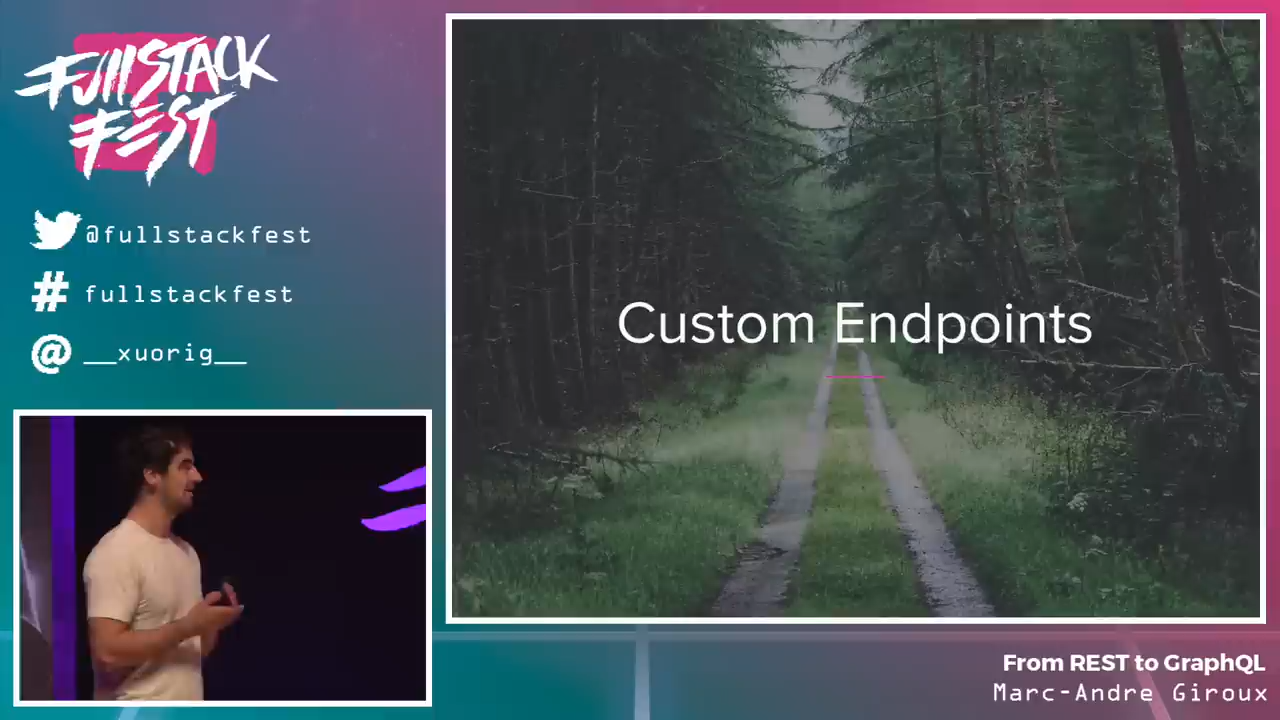 FullSTACK
FEST
@fullstackfest
# fullstackfest
@ __xuorig__
Custom Endpoints
From REST to GraphQL
Marc-Andre Giroux